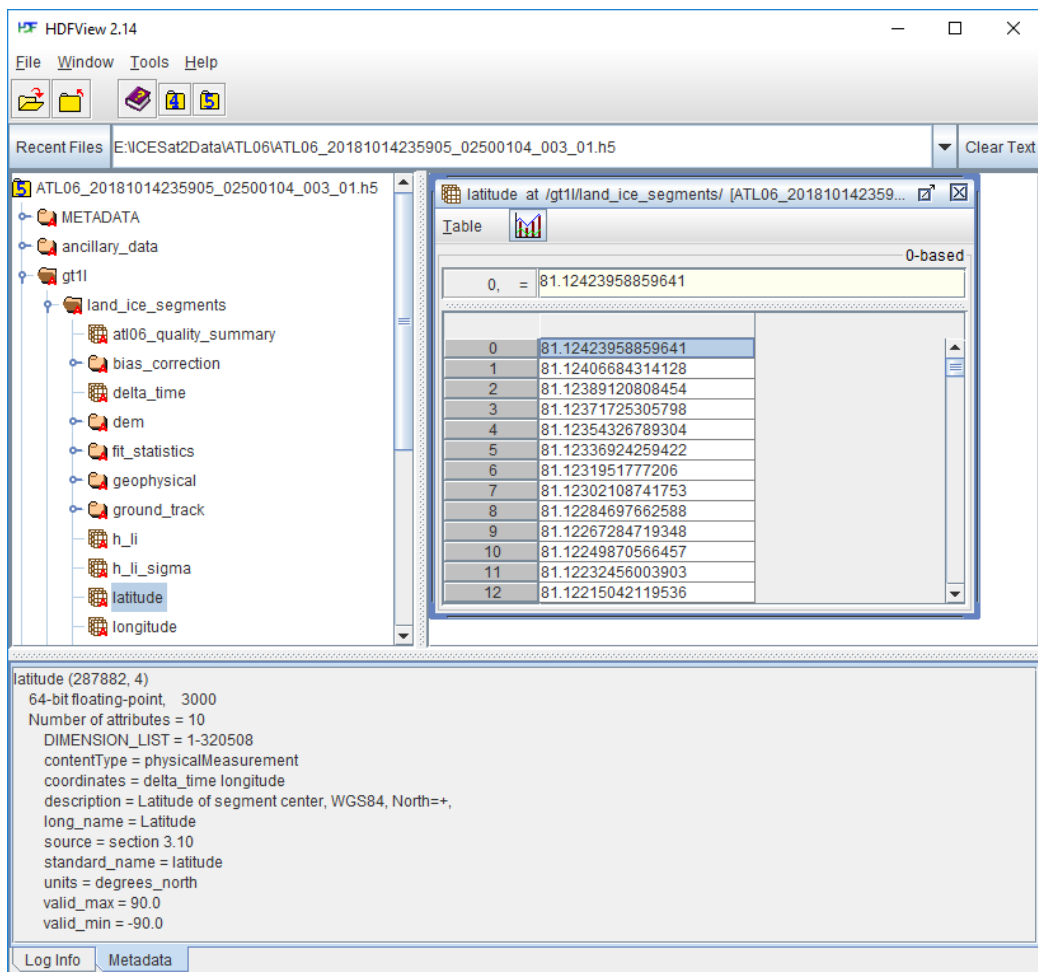 HDFView 2.14
File Window Tools Help
4 5
Recent Files E:\ICESat2Data\ATL06\ATL06_20181014235905_02500104_003_01.h5 Clear Text
5 ATL06_20181014235905_02500104_003_01.h5
METADATA
ancillary_data
gt1l
land_ice_segments
atl06_quality_summary
bias_correction
delta_time
dem
fit_statistics
geophysical
ground_track
h_li
h_li_sigma
latitude
longitude
latitude at /gt1l/land_ice_segments/ [ATL06_201810142359...
Table
0-based
0, = 81.12423958859641
0 81.12423958859641
1 81.12406684314128
2 81.12389120808454
3 81.12371725305798
4 81.12354326789304
5 81.12336924259422
6 81.1231951777206
7 81.12302108741753
8 81.12284697662588
9 81.12267284719348
10 81.12249870566457
11 81.12232456003903
12 81.12215042119536
latitude (287882, 4)
64-bit floating-point, 3000
Number of attributes = 10
DIMENSION_LIST = 1-320508
contentType = physicalMeasurement
coordinates = delta_time longitude
description = Latitude of segment center, WGS84, North=+,
long_name = Latitude
source = section 3.10
standard_name = latitude
units = degrees_north
valid_max = 90.0
valid_min = -90.0
Log Info Metadata